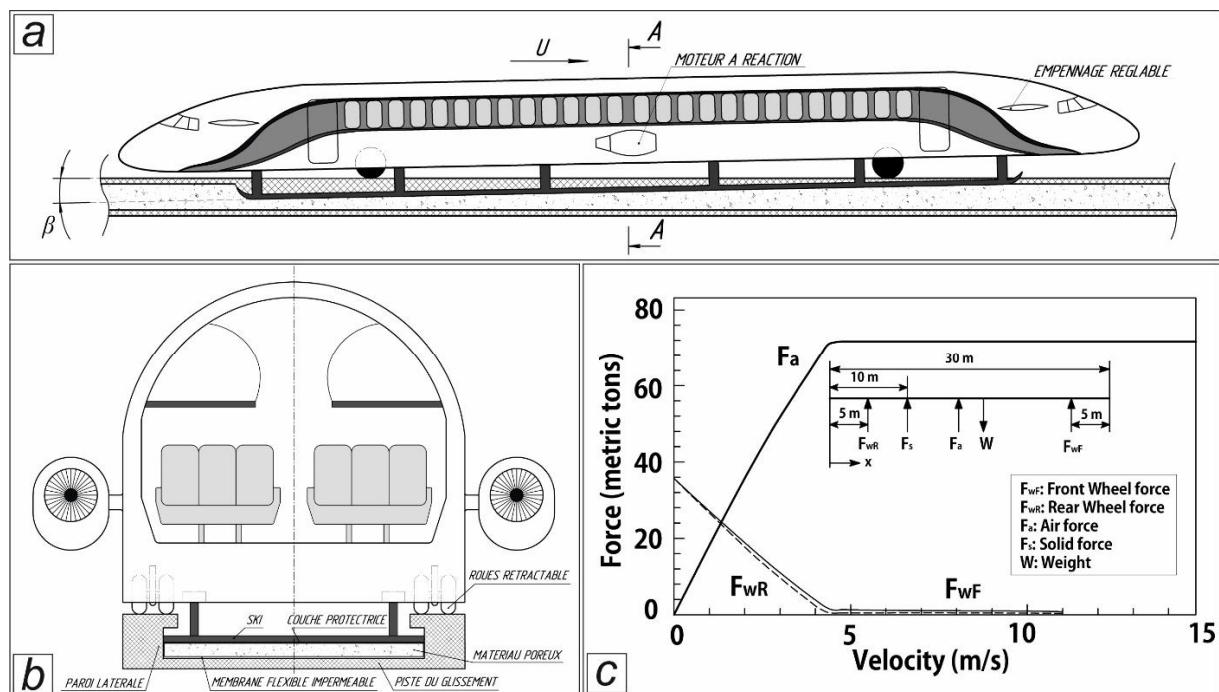 a
U
A
MOTEUR A REACTION
EMPENNAGE REGLABLE
β
A
b
ROUES RETRACTABLE
SKI
COUCHE PROTECTRICE
MATERIAU POREUX
PAROI LATERALE
MEMBRANE FLEXIBLE IMPERMEABLE
PISTE DU GLISSEMENT
c
Force (metric tons)
80
60
40
20
0
Fa
30 m
10 m
5 m
5 m
FwR
Fs
Fa
W
FwF
x
FwF: Front Wheel force
FwR: Rear Wheel force
Fa: Air force
Fs: Solid force
W: Weight
FwR
FwF
0
5
10
15
Velocity (m/s)